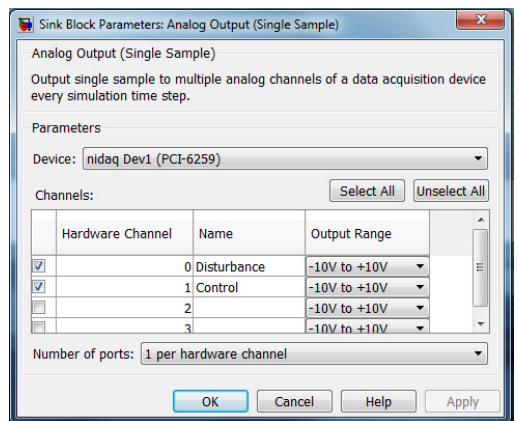 Sink Block Parameters: Analog Output (Single Sample)
Analog Output (Single Sample)
Output single sample to multiple analog channels of a data acquisition device
every simulation time step.
Parameters
Device: nidaq Dev1 (PCI-6259)
Channels: Select All Unselect All
Hardware Channel Name Output Range
0 Disturbance -10V to +10V
1 Control -10V to +10V
2 -10V to +10V
3 -10V to +10V
Number of ports: 1 per hardware channel
OK Cancel Help Apply